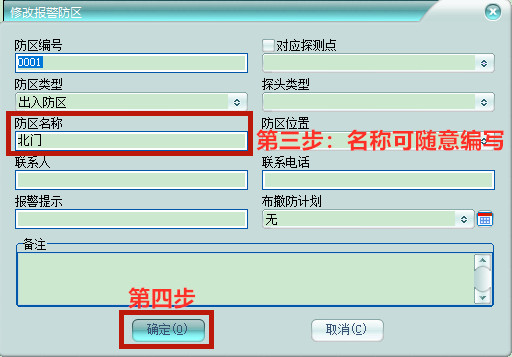 修改报警防区
防区编号
对应探测点
0001
防区类型
探头类型
出入防区
防区名称
防区位置
北门
第三步：名称可随意编写
联系人
联系电话
报警提示
布撤防计划
无
备注
第四步
确定(O)
取消(C)